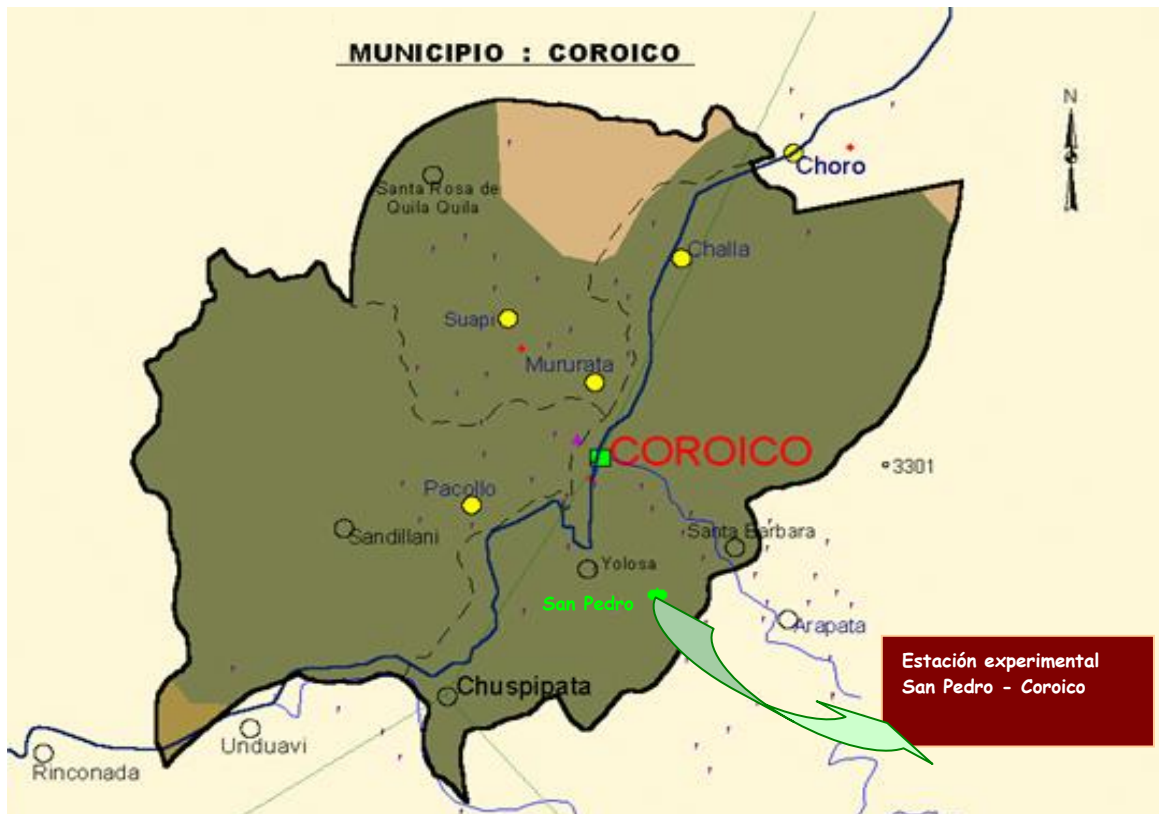 MUNICIPIO : COROICO
N
Choro
Santa Rosa de
Quila Quila
Challa
Suapi
Mururata
COROICO
3301
Pacollo
Sandillani
Santa Barbara
Yolosa
San Pedro
Arapata
Estación experimental
San Pedro - Coroico
Chuspipata
Unduavi
Rinconada